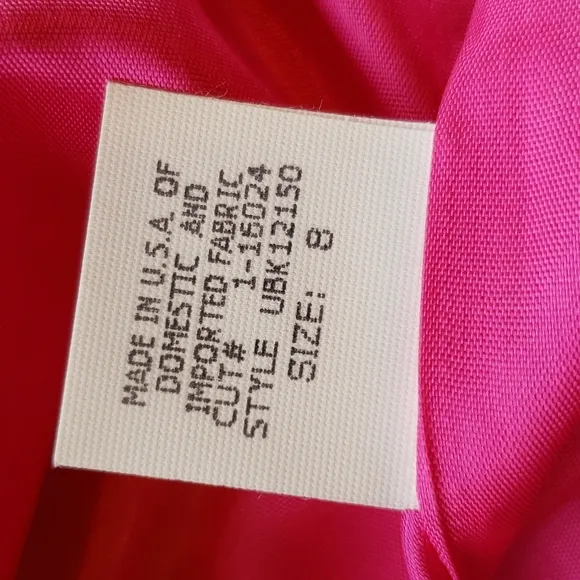 MADE IN U.S.A. OF
DOMESTIC AND
IMPORTED FABRIC
CUT# 1-16024
STYLE UBK12150
SIZE: 8